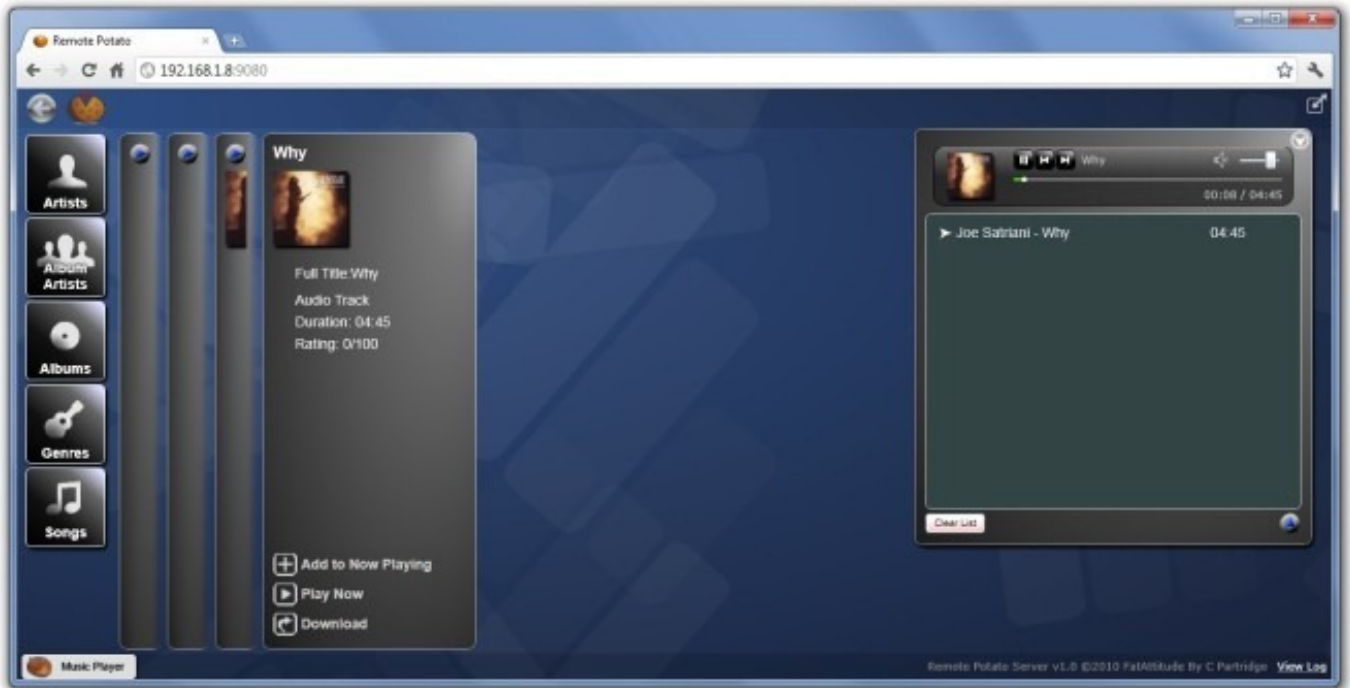 Remote Potato
192.168.1.8:9080
Artists
Album
Artists
Albums
Genres
Songs
Why
Full Title:Why
Audio Track
Duration: 04:45
Rating: 0/100
Add to Now Playing
Play Now
Download
Why
00:08 / 04:45
Joe Satriani - Why 04:45
Clear List
Music Player
Remote Potato Server v1.0 ©2010 FatAttitude By C Partridge View Log